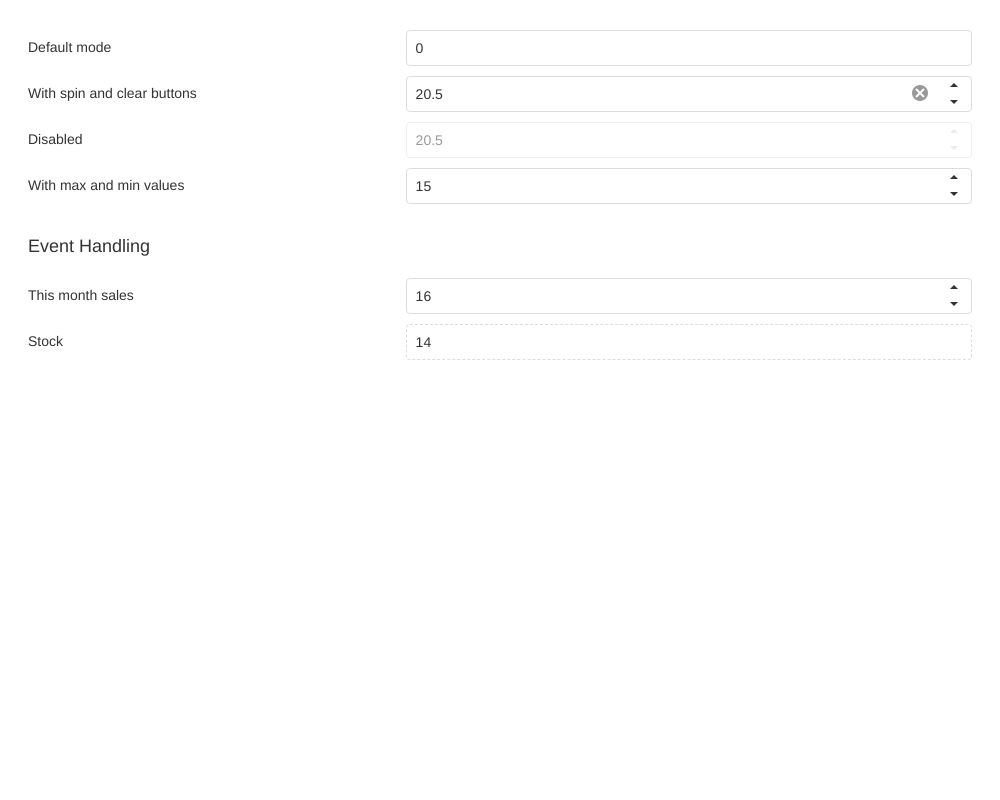 Default mode 0
With spin and clear buttons 20.5
Disabled 20.5
With max and min values 15
Event Handling
This month sales 16
Stock 14